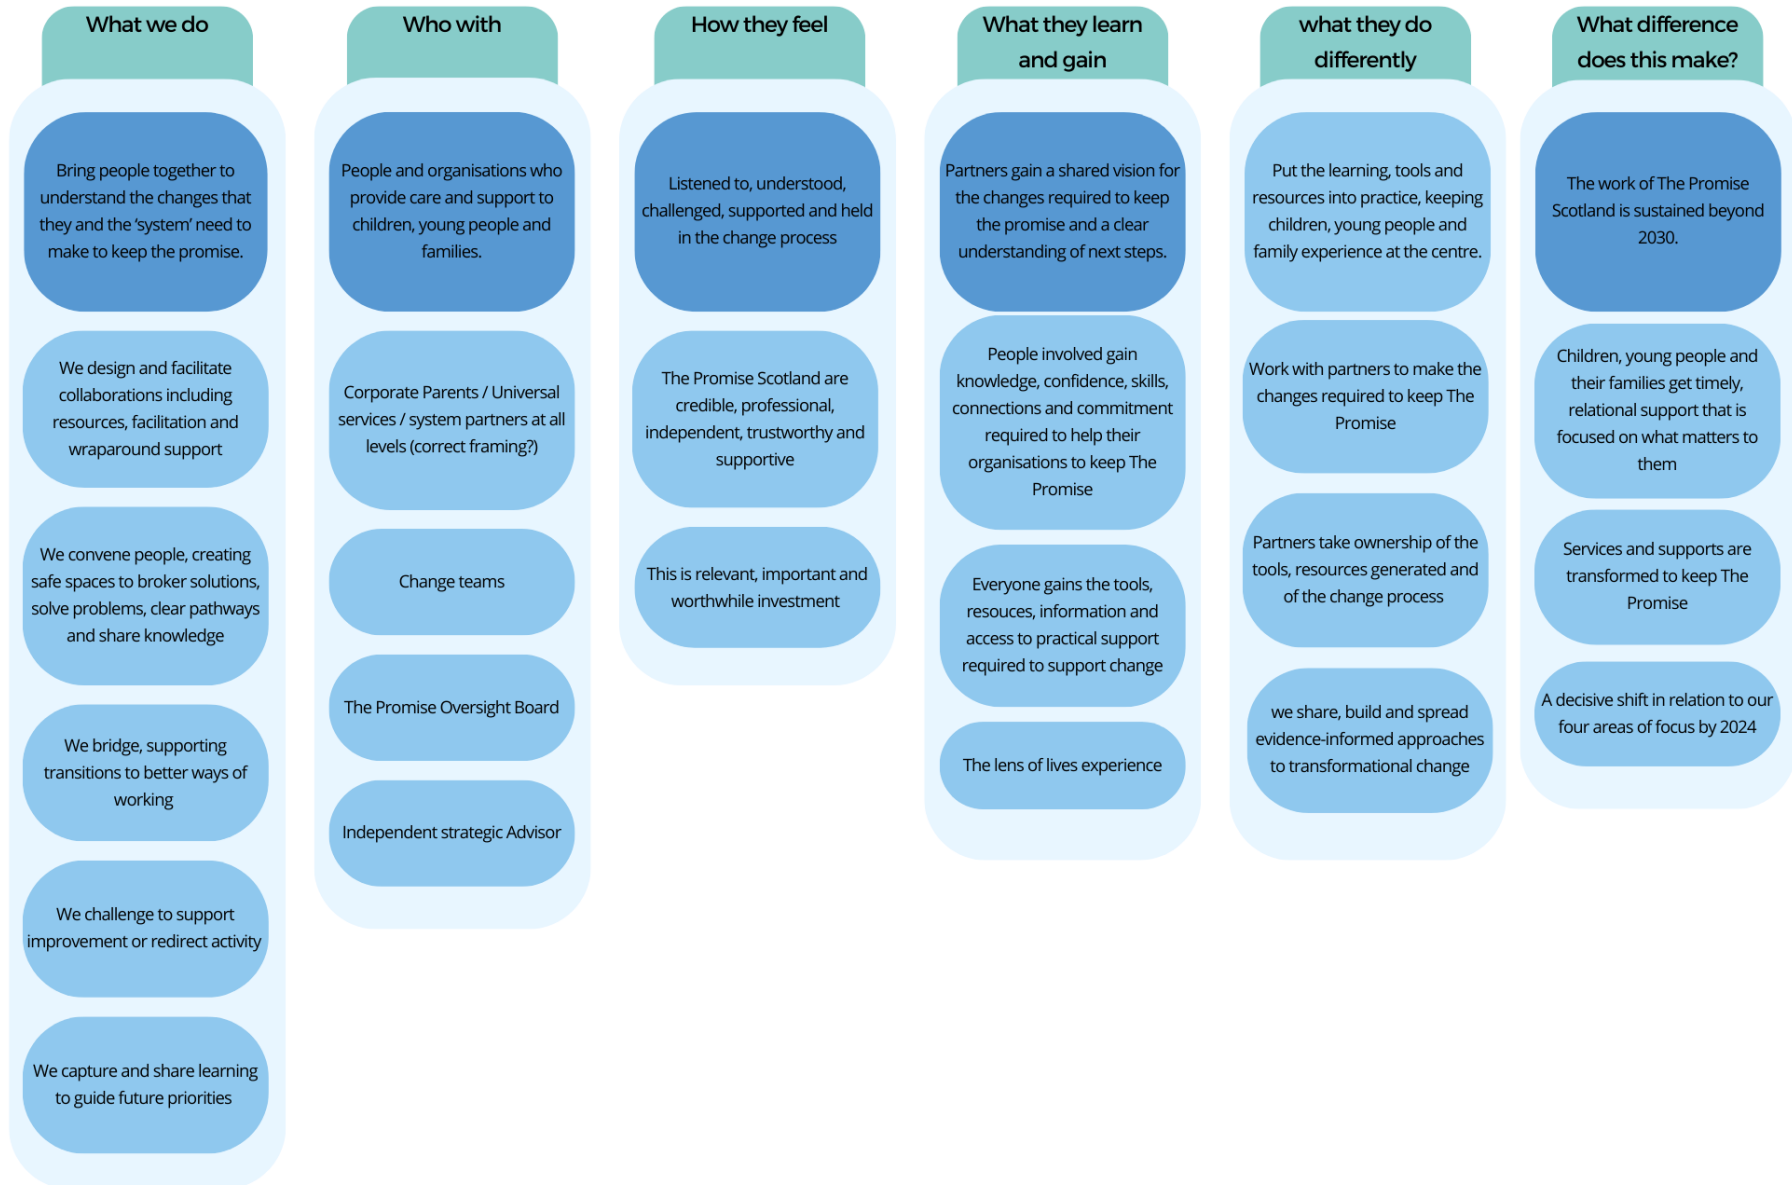 What we do
Bring people together to
understand the changes that
they and the ‘system’ need to
make to keep the promise.
We design and facilitate
collaborations including
resources, facilitation and
wraparound support
We convene people, creating
safe spaces to broker solutions,
solve problems, clear pathways
and share knowledge
We bridge, supporting
transitions to better ways of
working
We challenge to support
improvement or redirect activity
We capture and share learning
to guide future priorities
Who with
People and organisations who
provide care and support to
children, young people and
families.
Corporate Parents / Universal
services / system partners at all
levels (correct framing?)
Change teams
The Promise Oversight Board
Independent strategic Advisor
How they feel
Listened to, understood,
challenged, supported and held
in the change process
The Promise Scotland are
credible, professional,
independent, trustworthy and
supportive
This is relevant, important and
worthwhile investment
What they learn
and gain
Partners gain a shared vision for
the changes required to keep
the promise and a clear
understanding of next steps.
People involved gain
knowledge, confidence, skills,
connections and commitment
required to help their
organisations to keep The
Promise
Everyone gains the tools,
resouces, information and
access to practical support
required to support change
The lens of lives experience
what they do
differently
Put the learning, tools and
resources into practice, keeping
children, young people and
family experience at the centre.
Work with partners to make the
changes required to keep The
Promise
Partners take ownership of the
tools, resources generated and
of the change process
we share, build and spread
evidence-informed approaches
to transformational change
What difference
does this make?
The work of The Promise
Scotland is sustained beyond
2030.
Children, young people and
their families get timely,
relational support that is
focused on what matters to
them
Services and supports are
transformed to keep The
Promise
A decisive shift in relation to our
four areas of focus by 2024